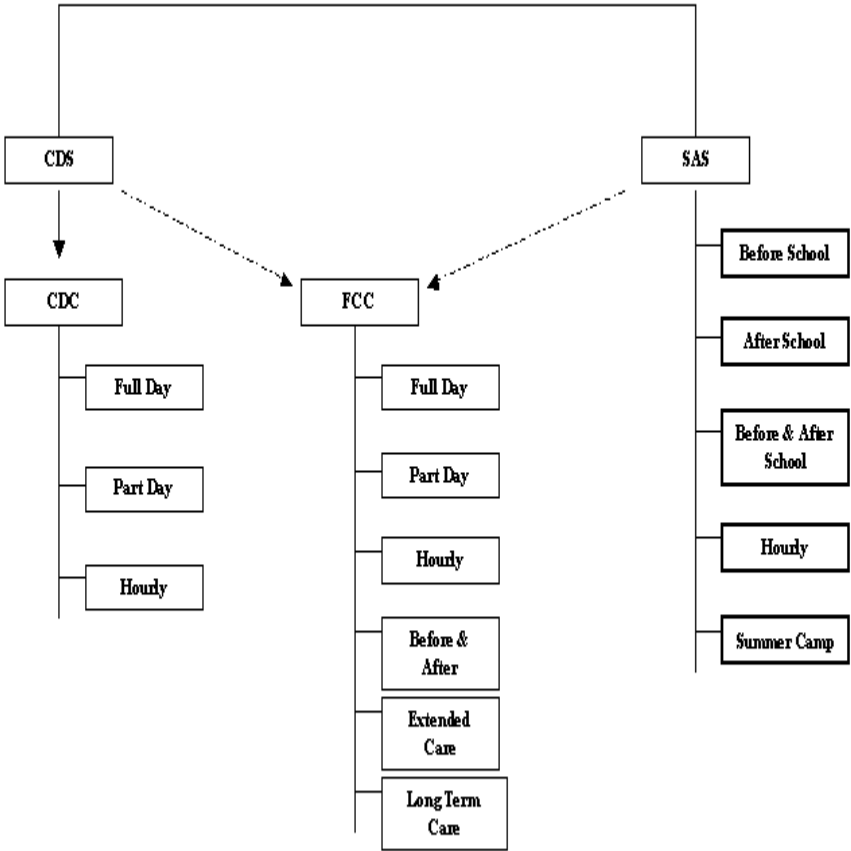 CDS
SAS
CDC
FCC
Full Day
Part Day
Hourly
Full Day
Part Day
Hourly
Before &
After
Extended
Care
Long Term
Care
Before School
After School
Before & After
School
Hourly
Summer Camp